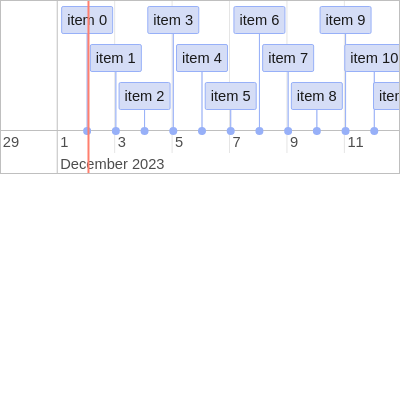 item 0 item 3 item 6 item 9
item 1 item 4 item 7 item 10
item 2 item 5 item 8
29 1 3 5 7 9 11
December 2023